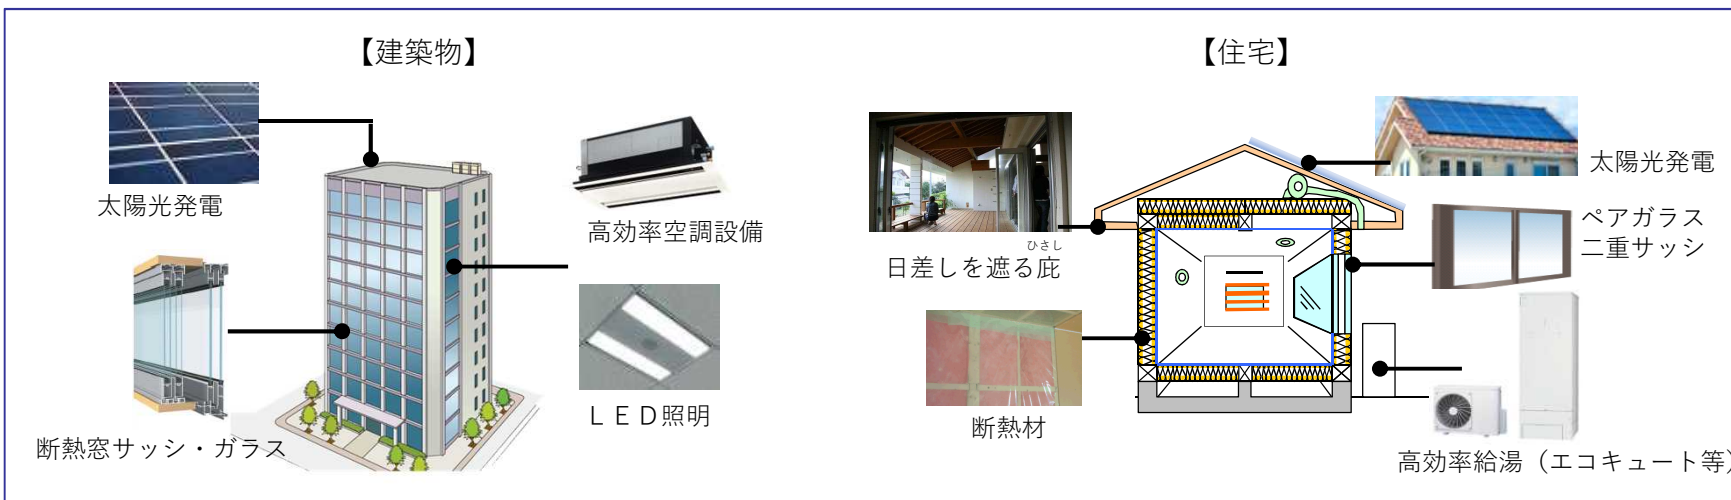 【建築物】
太陽光発電
高効率空調設備
断熱窓サッシ・ガラス
ＬＥＤ照明
【住宅】
太陽光発電
ひさし
日差しを遮る庇
ペアガラス
二重サッシ
断熱材
高効率給湯（エコキュート等）